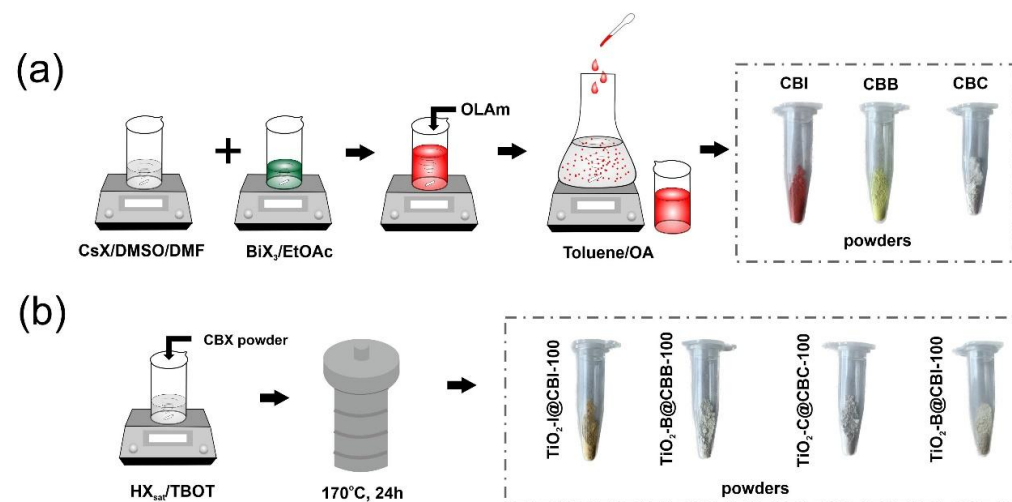 (a)
OLAm
CsX/DMSO/DMF
BiX₃/EtOAc
Toluene/OA
CBI
CBB
CBC
powders
(b)
CBX powder
HXₛₐₜ/TBOT
170°C, 24h
TiO₂-I@CBI-100
TiO₂-B@CBB-100
TiO₂-C@CBC-100
TiO₂-B@CBI-100
powders